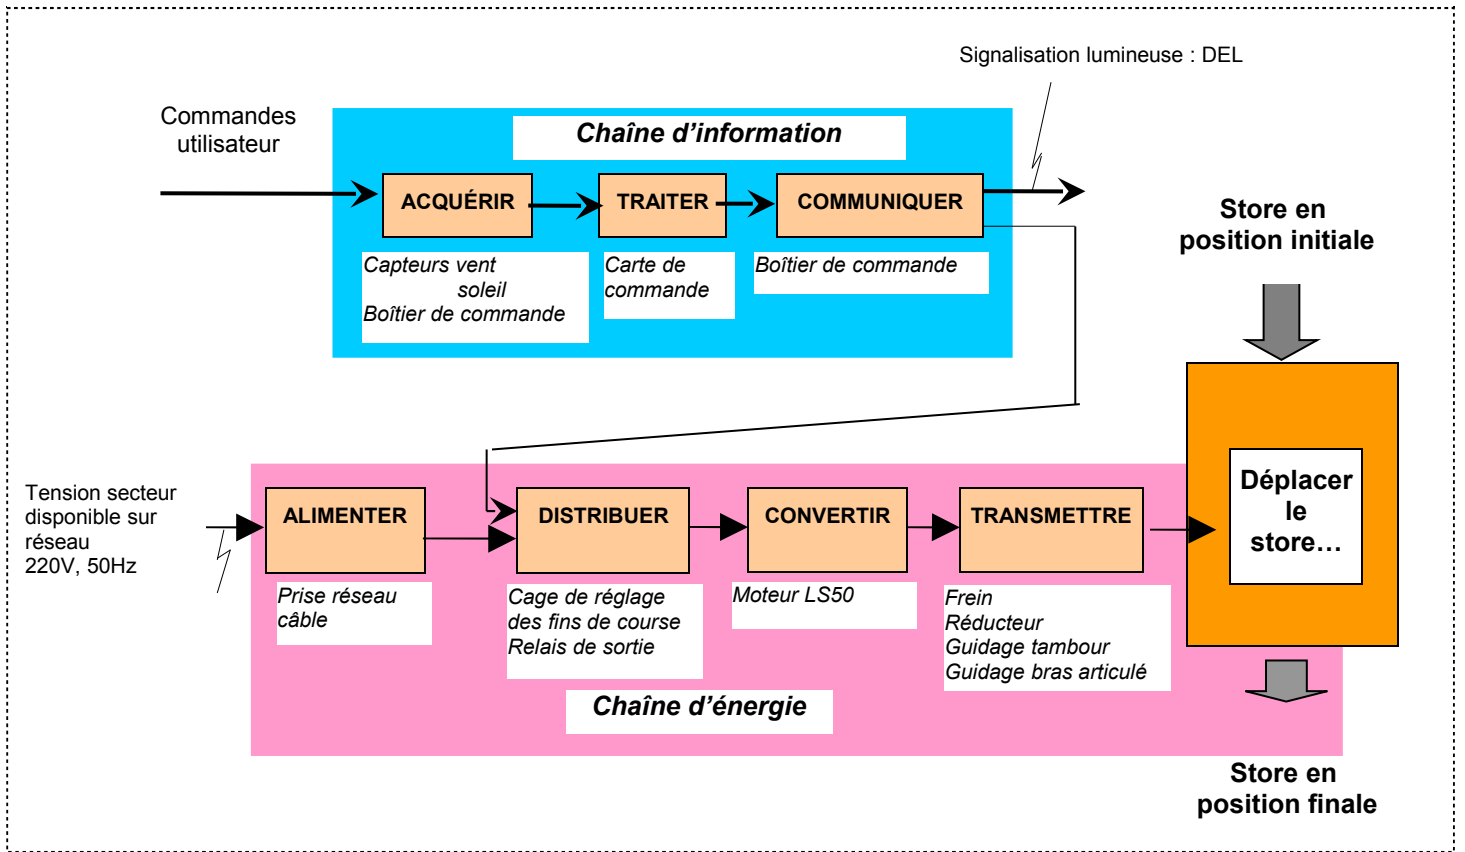 Signalisation lumineuse : DEL
Commandes
utilisateur
Chaîne d’information
ACQUÉRIR
TRAITER
COMMUNIQUER
Capteurs vent
soleil
Boîtier de commande
Carte de
commande
Boîtier de commande
Store en
position initiale
Tension secteur
disponible sur
réseau
220V, 50Hz
ALIMENTER
DISTRIBUER
CONVERTIR
TRANSMETTRE
Déplacer
le
store…
Prise réseau
câble
Cage de réglage
des fins de course
Relais de sortie
Moteur LS50
Frein
Réducteur
Guidage tambour
Guidage bras articulé
Chaîne d’énergie
Store en
position finale